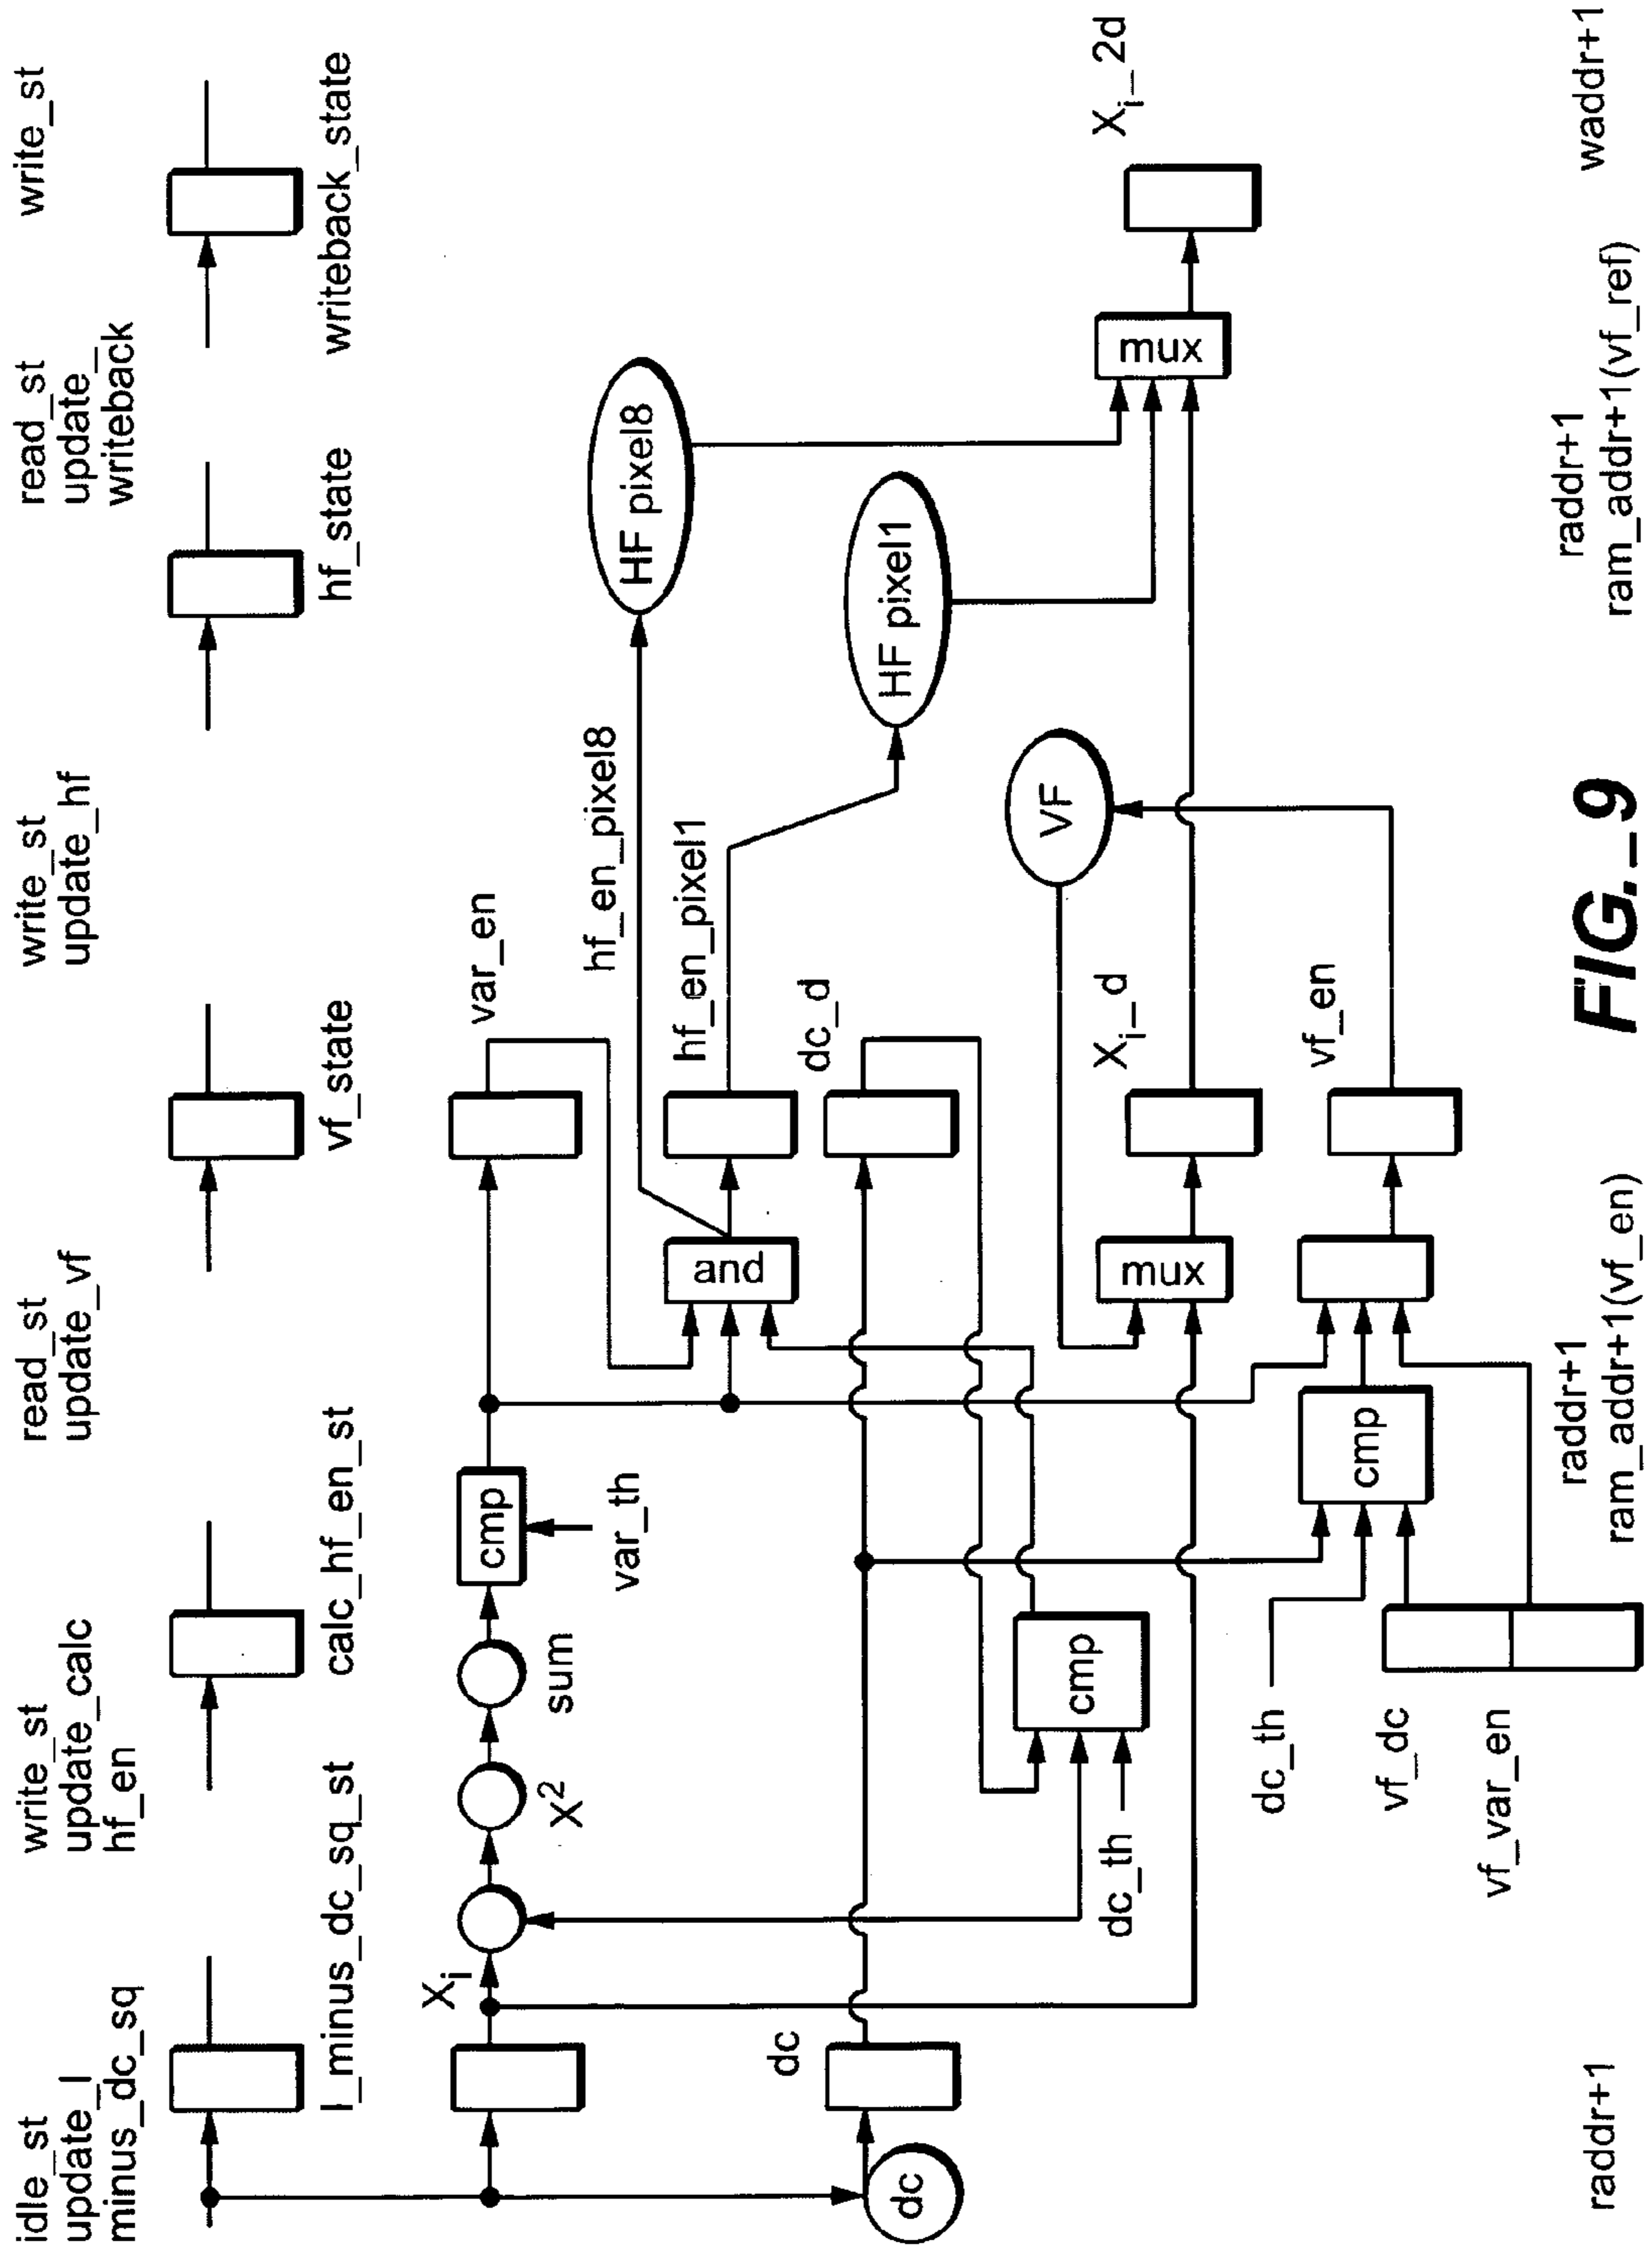 idle_st
update_I
minus_dc_sq
write_st
update_calc
hf_en
read_st
update_vf
write_st
update_hf
read_st
update_
writeback
write_st
I_minus_dc_sq_st
calc_hf_en_st
vf_state
hf_state
writeback_state
Xi
X2
sum
cmp
var_th
var_en
and
hf_en_pixel8
hf_en_pixel1
HF pixel8
HF pixel1
dc
dc
dc_d
cmp
dc_th
mux
Xi_d
VF
mux
Xi_2d
dc_th
vf_dc
vf_var_en
cmp
vf_en
raddr+1
raddr+1
ram_addr+1(vf_en)
raddr+1
ram_addr+1(vf_ref)
waddr+1
FIG._9